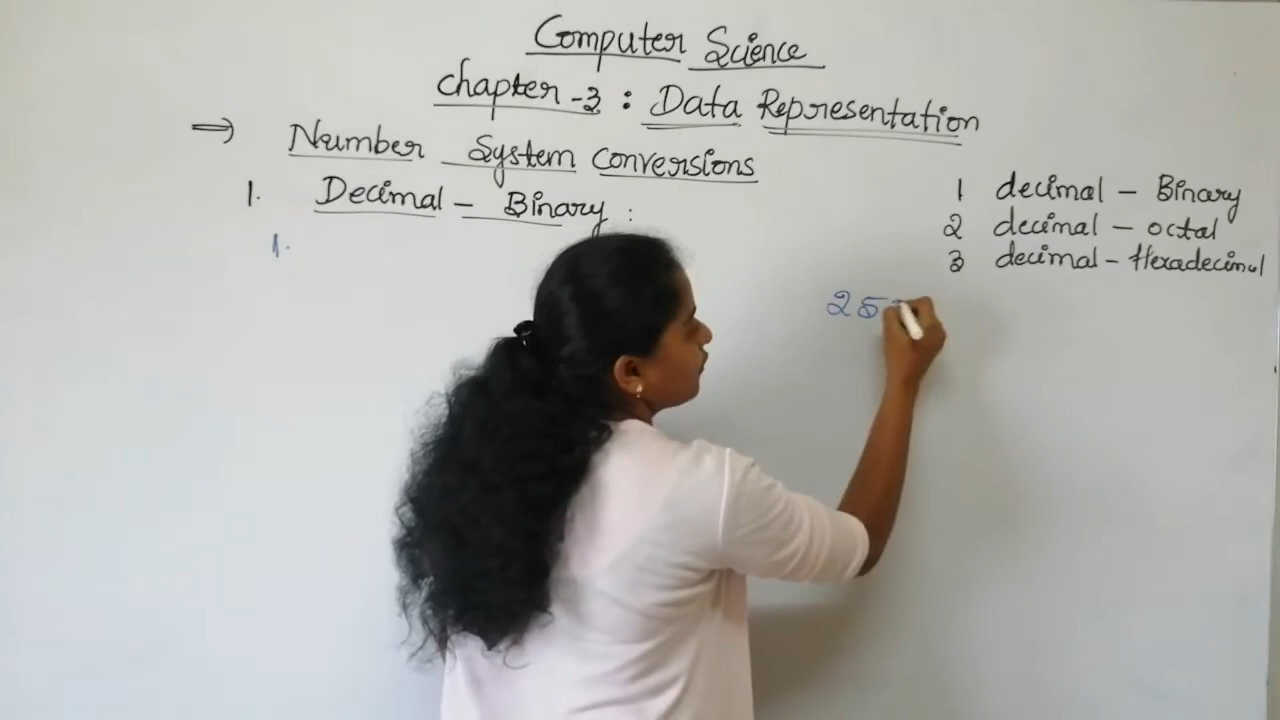 Computer Science
Chapter-3 : Data Representation
⇒ Number System Conversions
1. Decimal - Binary :
1.
1 decimal - Binary
2 decimal - octal
3 decimal - Hexadecimal
25